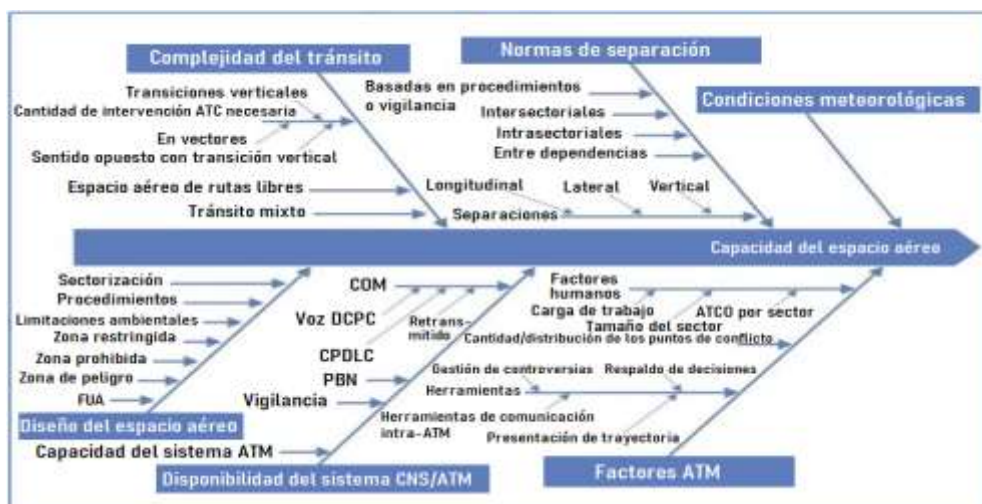 Complejidad del tránsito
Transiciones verticales
Cantidad de intervención ATC necesaria
En vectores
Sentido opuesto con transición vertical
Espacio aéreo de rutas libres
Tránsito mixto
Normas de separación
Basadas en procedimientos
o vigilancia
Intersectoriales
Intrasectoriales
Entre dependencias
Longitudinal
Lateral
Vertical
Separaciones
Condiciones meteorológicas
Capacidad del espacio aéreo
Sectorización
Procedimientos
Limitaciones ambientales
Zona restringida
Zona prohibida
Zona de peligro
FUA
Diseño del espacio aéreo
COM
Voz DCPC
Retrans-
mitido
CPDLC
PBN
Vigilancia
Capacidad del sistema ATM
Disponibilidad del sistema CNS/ATM
Factores
humanos
Carga de trabajo
ATCO por sector
Tamaño del sector
Cantidad/distribución de los puntos de conflicto
Gestión de controversias
Respaldo de decisiones
Herramientas
Herramientas de comunicación
intra-ATM
Presentación de trayectoria
Factores ATM